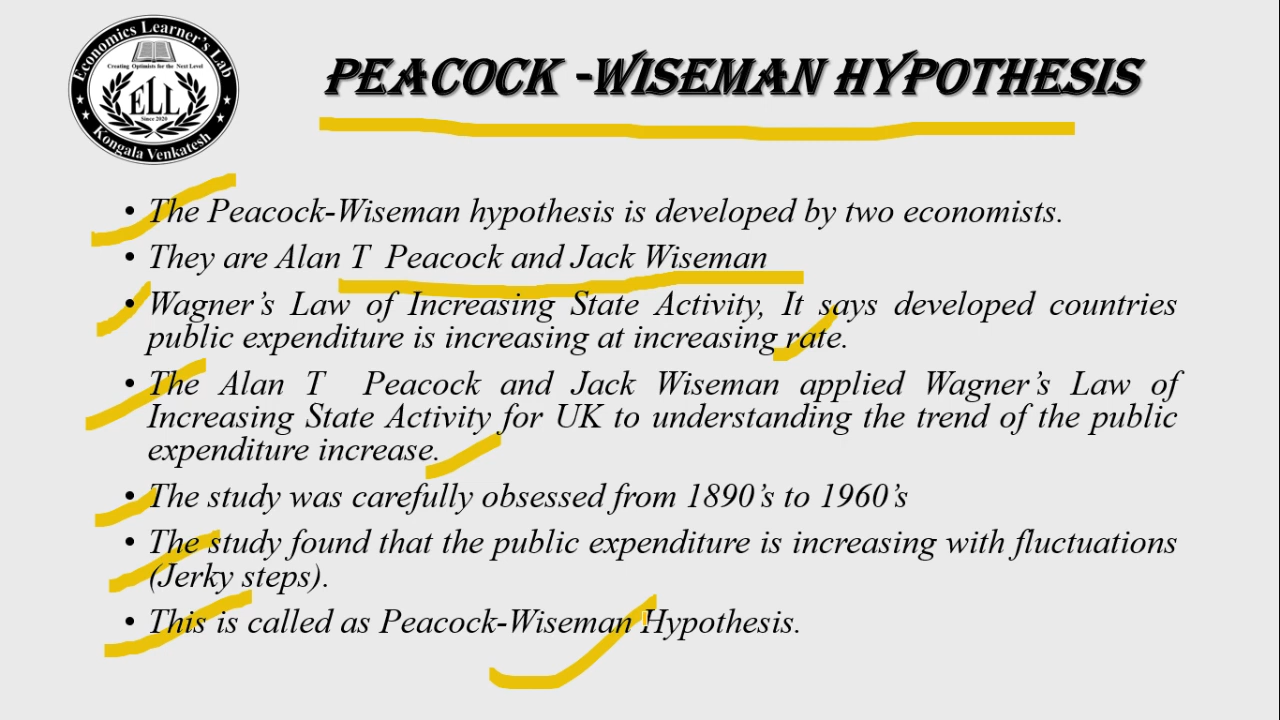 Economics Learner's Lab
Creating Optimists for the Next Level
ELL
Since 2020
Kongala Venkatesh
PEACOCK -WISEMAN HYPOTHESIS
• The Peacock-Wiseman hypothesis is developed by two economists.
• They are Alan T Peacock and Jack Wiseman
• Wagner's Law of Increasing State Activity, It says developed countries
public expenditure is increasing at increasing rate.
• The Alan T Peacock and Jack Wiseman applied Wagner's Law of
Increasing State Activity for UK to understanding the trend of the public
expenditure increase.
• The study was carefully obsessed from 1890's to 1960's
• The study found that the public expenditure is increasing with fluctuations
(Jerky steps).
• This is called as Peacock-Wiseman Hypothesis.